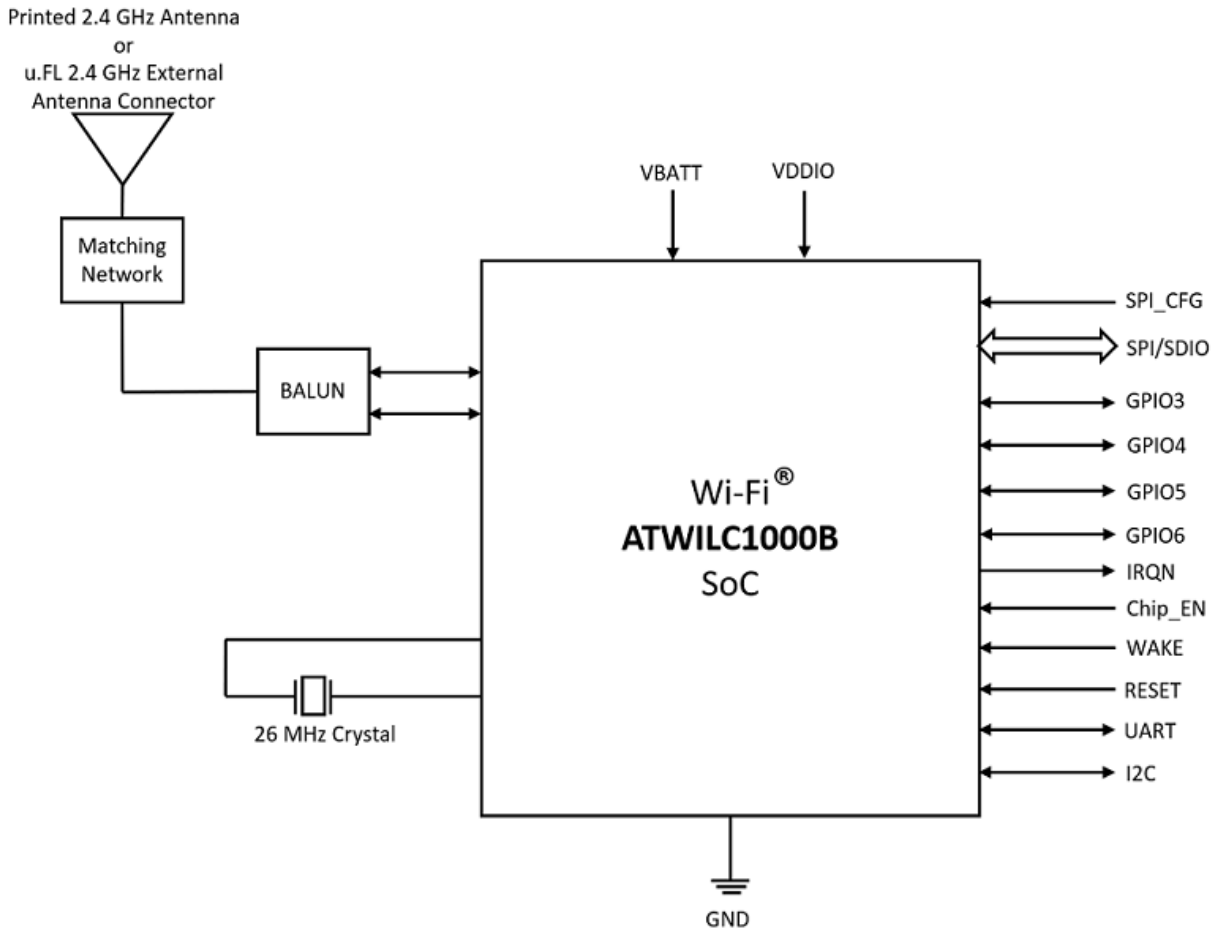 Printed 2.4 GHz Antenna
or
u.FL 2.4 GHz External
Antenna Connector
Matching
Network
BALUN
VBATT
VDDIO
Wi-Fi®
ATWILC1000B
SoC
SPI_CFG
SPI/SDIO
GPIO3
GPIO4
GPIO5
GPIO6
IRQN
Chip_EN
WAKE
RESET
UART
I2C
26 MHz Crystal
GND